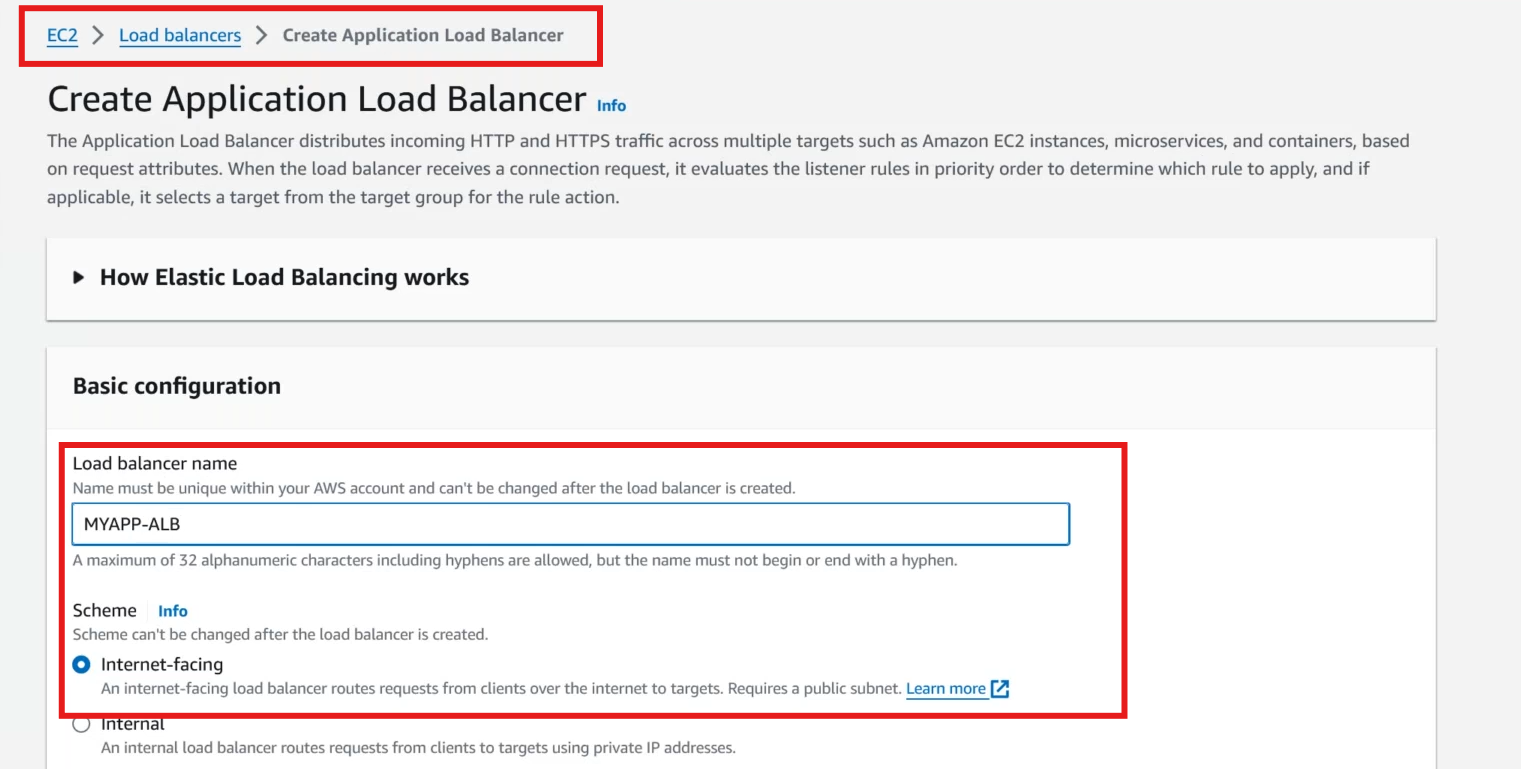 EC2 > Load balancers > Create Application Load Balancer
Create Application Load Balancer Info
The Application Load Balancer distributes incoming HTTP and HTTPS traffic across multiple targets such as Amazon EC2 instances, microservices, and containers, based
on request attributes. When the load balancer receives a connection request, it evaluates the listener rules in priority order to determine which rule to apply, and if
applicable, it selects a target from the target group for the rule action.
How Elastic Load Balancing works
Basic configuration
Load balancer name
Name must be unique within your AWS account and can't be changed after the load balancer is created.
MYAPP-ALB
A maximum of 32 alphanumeric characters including hyphens are allowed, but the name must not begin or end with a hyphen.
Scheme Info
Scheme can't be changed after the load balancer is created.
Internet-facing
An internet-facing load balancer routes requests from clients over the internet to targets. Requires a public subnet. Learn more
Internal
An internal load balancer routes requests from clients to targets using private IP addresses.